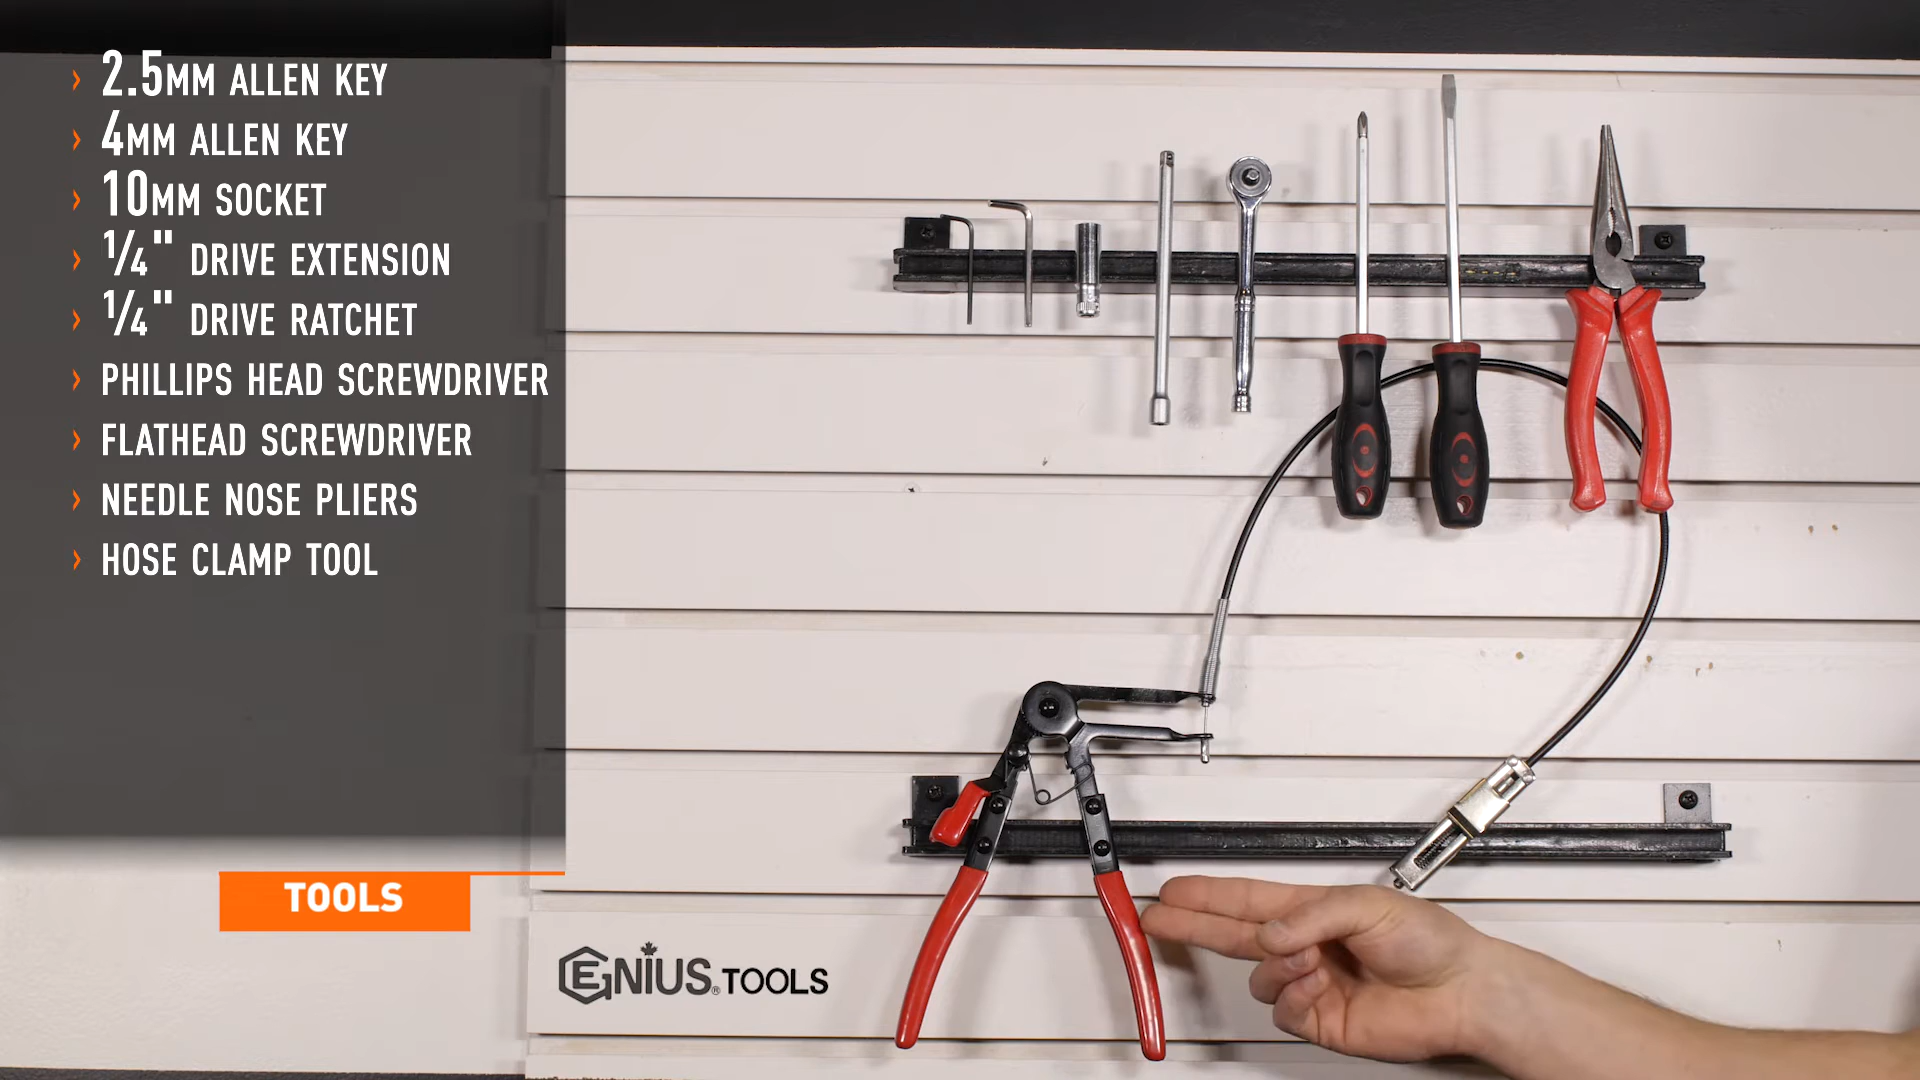 2.5MM ALLEN KEY
4MM ALLEN KEY
10MM SOCKET
¼" DRIVE EXTENSION
¼" DRIVE RATCHET
PHILLIPS HEAD SCREWDRIVER
FLATHEAD SCREWDRIVER
NEEDLE NOSE PLIERS
HOSE CLAMP TOOL
TOOLS
GENIUS® TOOLS